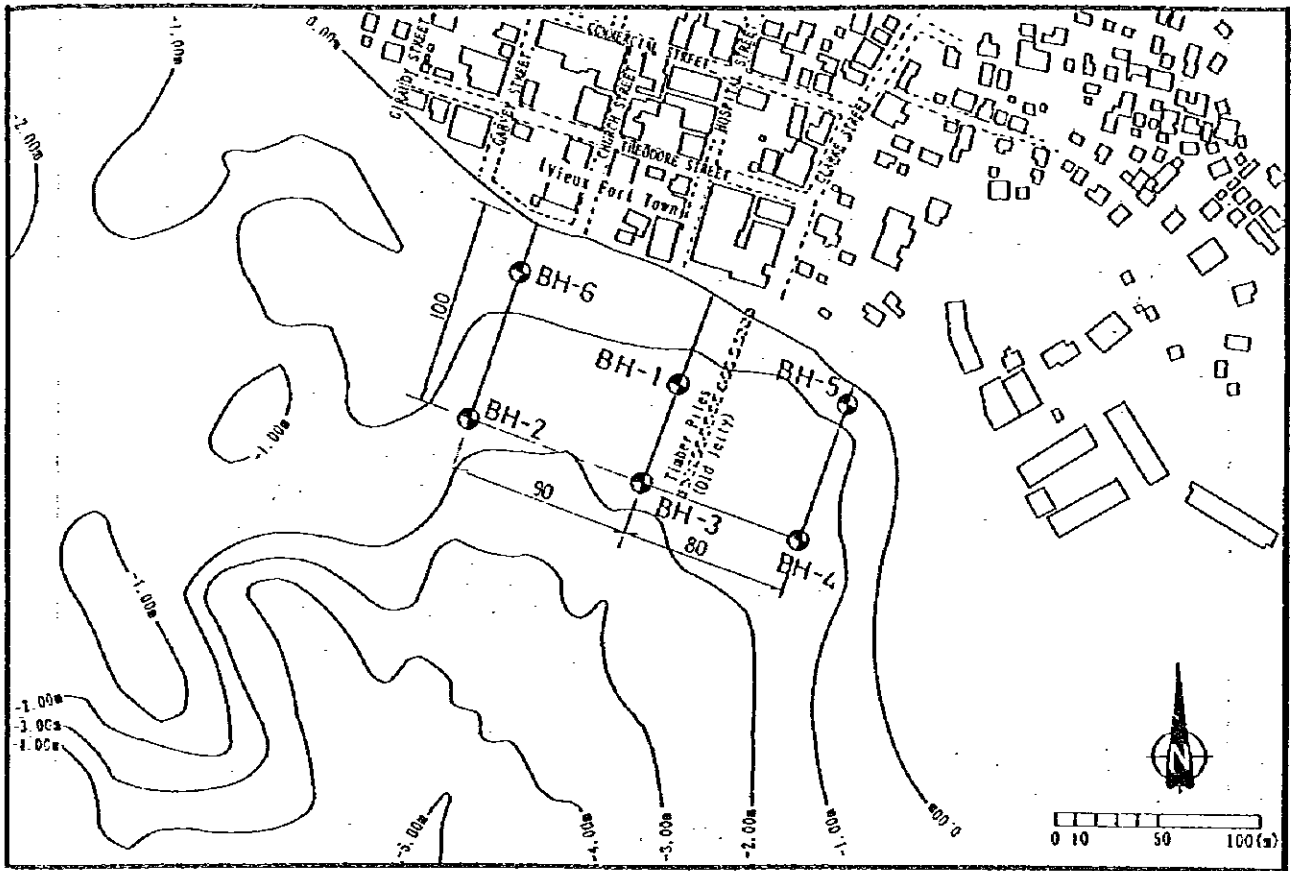 0.00m
-1.00m
-2.00m
COMMERCIAL STREET
GARVEY STREET
CHURCH STREET
HOSPITAL STREET
CLARKE STREET
THEODORE STREET
(Vieux Fort Town)
100
BH-6
BH-1
BH-5
BH-2
Timber Piles
(Old Jetty)
-1.00m
90
BH-3
80
BH-4
-1.00m
-2.00m
-3.00m
-4.00m
-5.00m
-4.00m
-3.00m
-2.00m
-1.00m
0.00m
N
0 10 50 100(m)